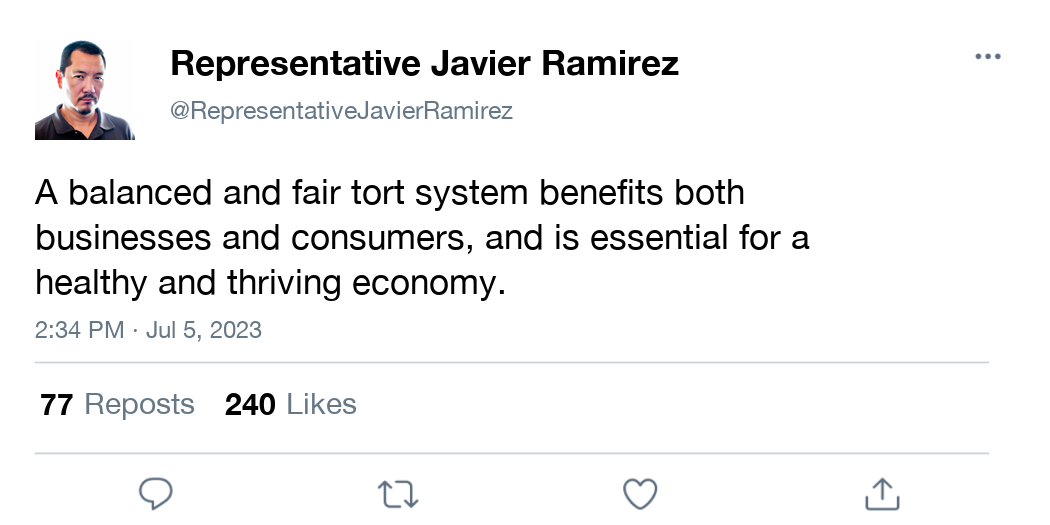 Representative Javier Ramirez
@RepresentativeJavierRamirez
A balanced and fair tort system benefits both
businesses and consumers, and is essential for a
healthy and thriving economy.
2:34 PM · Jul 5, 2023
77 Reposts 240 Likes